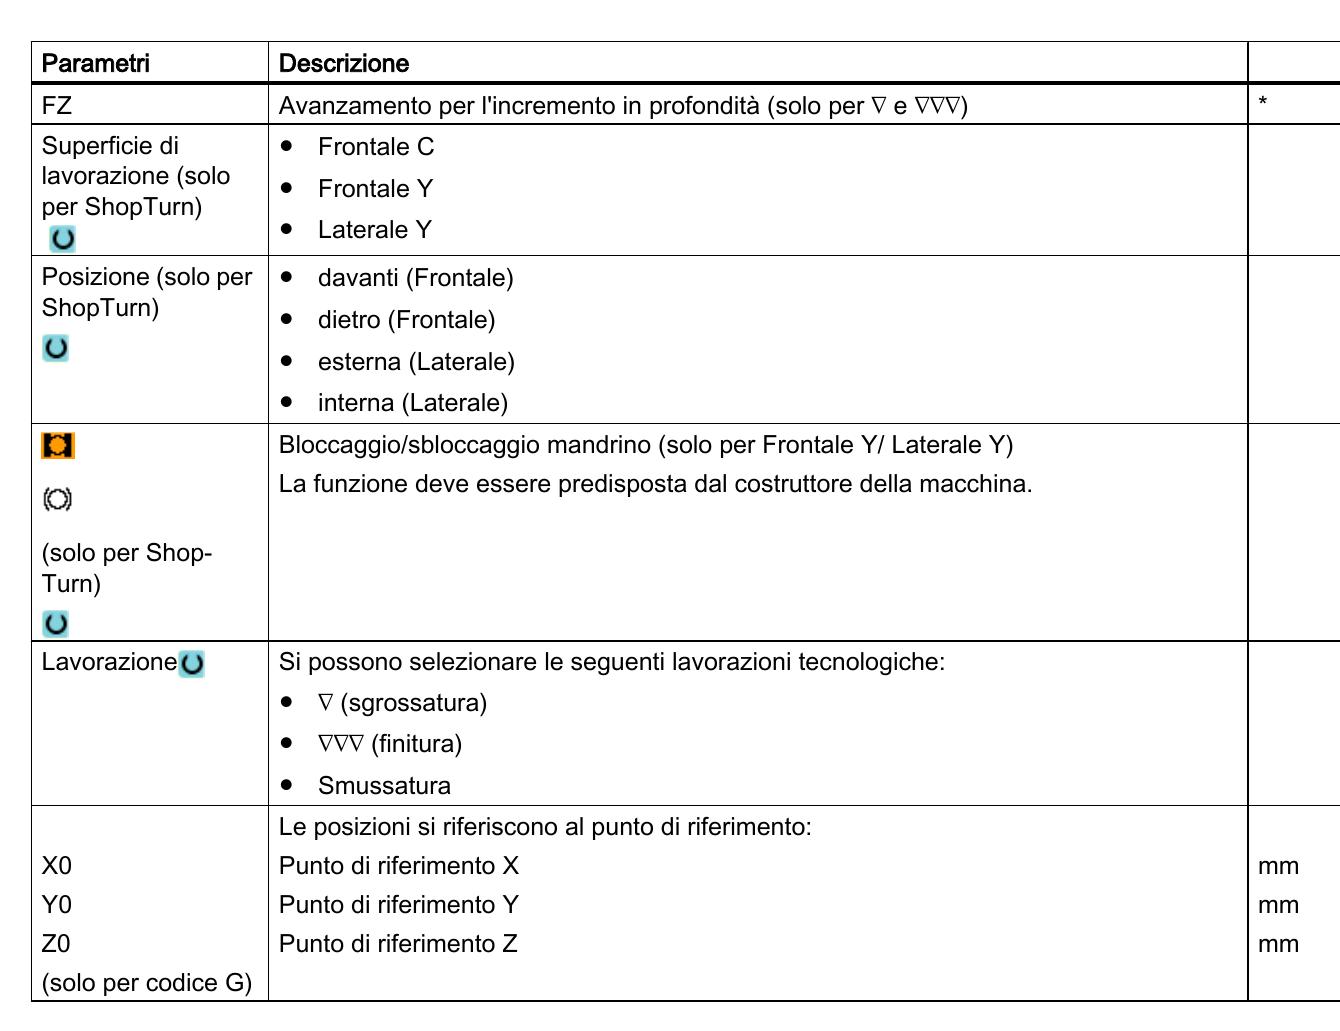 Parametri Descrizione
FZ Avanzamento per l'incremento in profondità (solo per ∇ e ∇∇∇) *
Superficie di
lavorazione (solo
per ShopTurn)
● Frontale C
● Frontale Y
● Laterale Y
Posizione (solo per
ShopTurn)
● davanti (Frontale)
● dietro (Frontale)
● esterna (Laterale)
● interna (Laterale)
(solo per Shop-
Turn)
Bloccaggio/sbloccaggio mandrino (solo per Frontale Y/ Laterale Y)
La funzione deve essere predisposta dal costruttore della macchina.
Lavorazione
Si possono selezionare le seguenti lavorazioni tecnologiche:
● ∇ (sgrossatura)
● ∇∇∇ (finitura)
● Smussatura
Le posizioni si riferiscono al punto di riferimento:
X0 Punto di riferimento X mm
Y0 Punto di riferimento Y mm
Z0 Punto di riferimento Z mm
(solo per codice G)